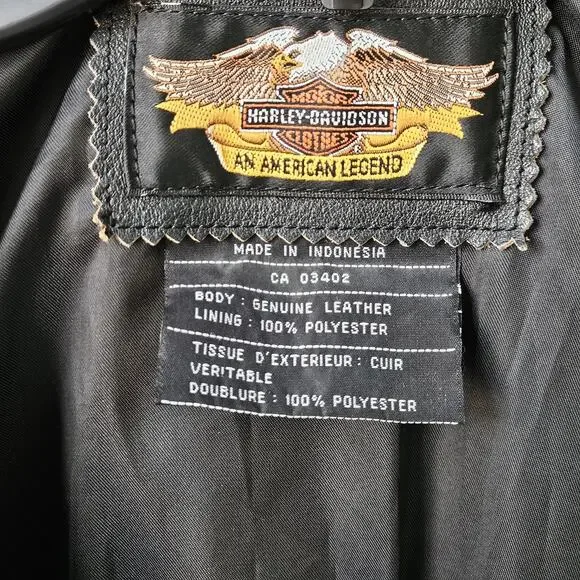 MOTOR
HARLEY-DAVIDSON
CLOTHES
AN AMERICAN LEGEND
MADE IN INDONESIA
CA 03402
BODY : GENUINE LEATHER
LINING : 100% POLYESTER
TISSUE D'EXTERIEUR : CUIR
VERITABLE
DOUBLURE : 100% POLYESTER